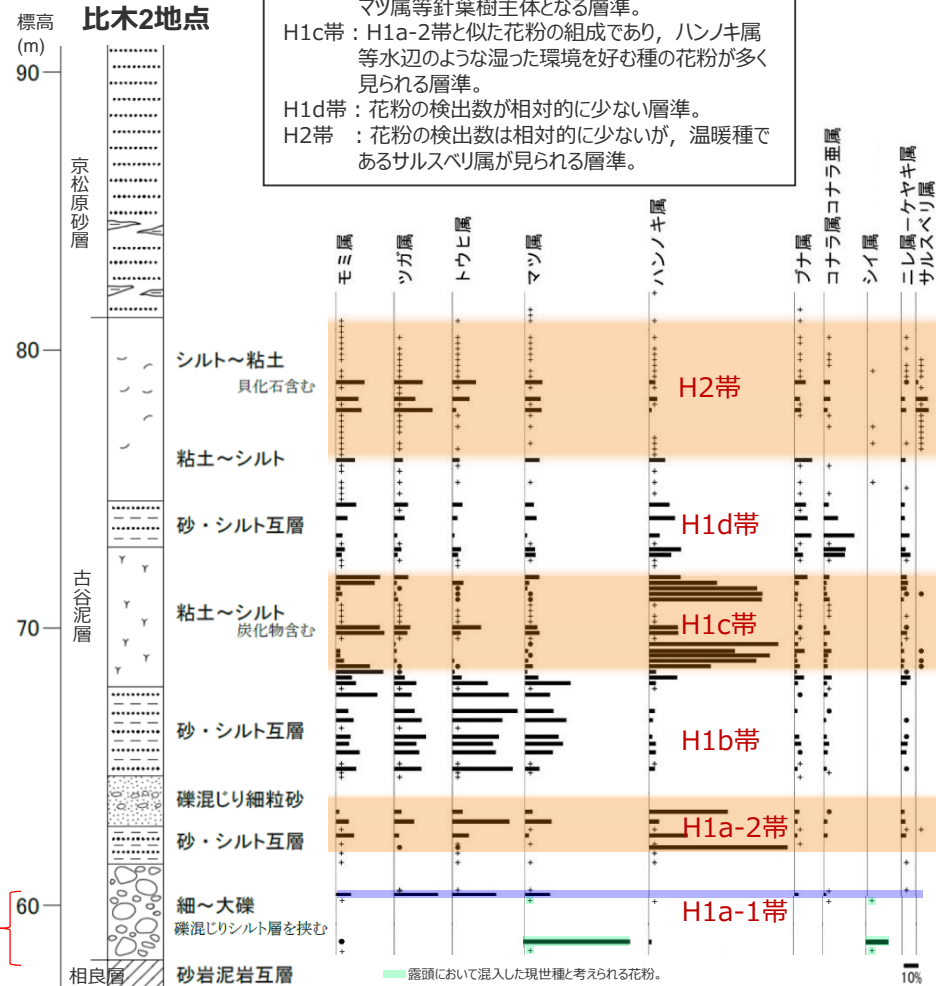 標高
(m)
比木2地点
マツ属等針葉樹主体となる層準。
H1c帯：H1a-2帯と似た花粉の組成であり，ハンノキ属
等水辺のような湿った環境を好む種の花粉が多く
見られる層準。
H1d帯：花粉の検出数が相対的に少ない層準。
H2帯　：花粉の検出数は相対的に少ないが，温暖種で
あるサルスベリ属が見られる層準。
90
80
70
60
京松原砂層
古谷泥層
相良層
シルト～粘土
貝化石含む
粘土～シルト
砂・シルト互層
粘土～シルト
炭化物含む
砂・シルト互層
礫混じり細粒砂
砂・シルト互層
細～大礫
礫混じりシルト層を挟む
砂岩泥岩互層
モミ属
ツガ属
トウヒ属
マツ属
ハンノキ属
ブナ属
コナラ属コナラ亜属
シイ属
ニレ属ーケヤキ属
サルスベリ属
H2帯
H1d帯
H1c帯
H1b帯
H1a-2帯
H1a-1帯
露頭において混入した現世種と考えられる花粉。
10%